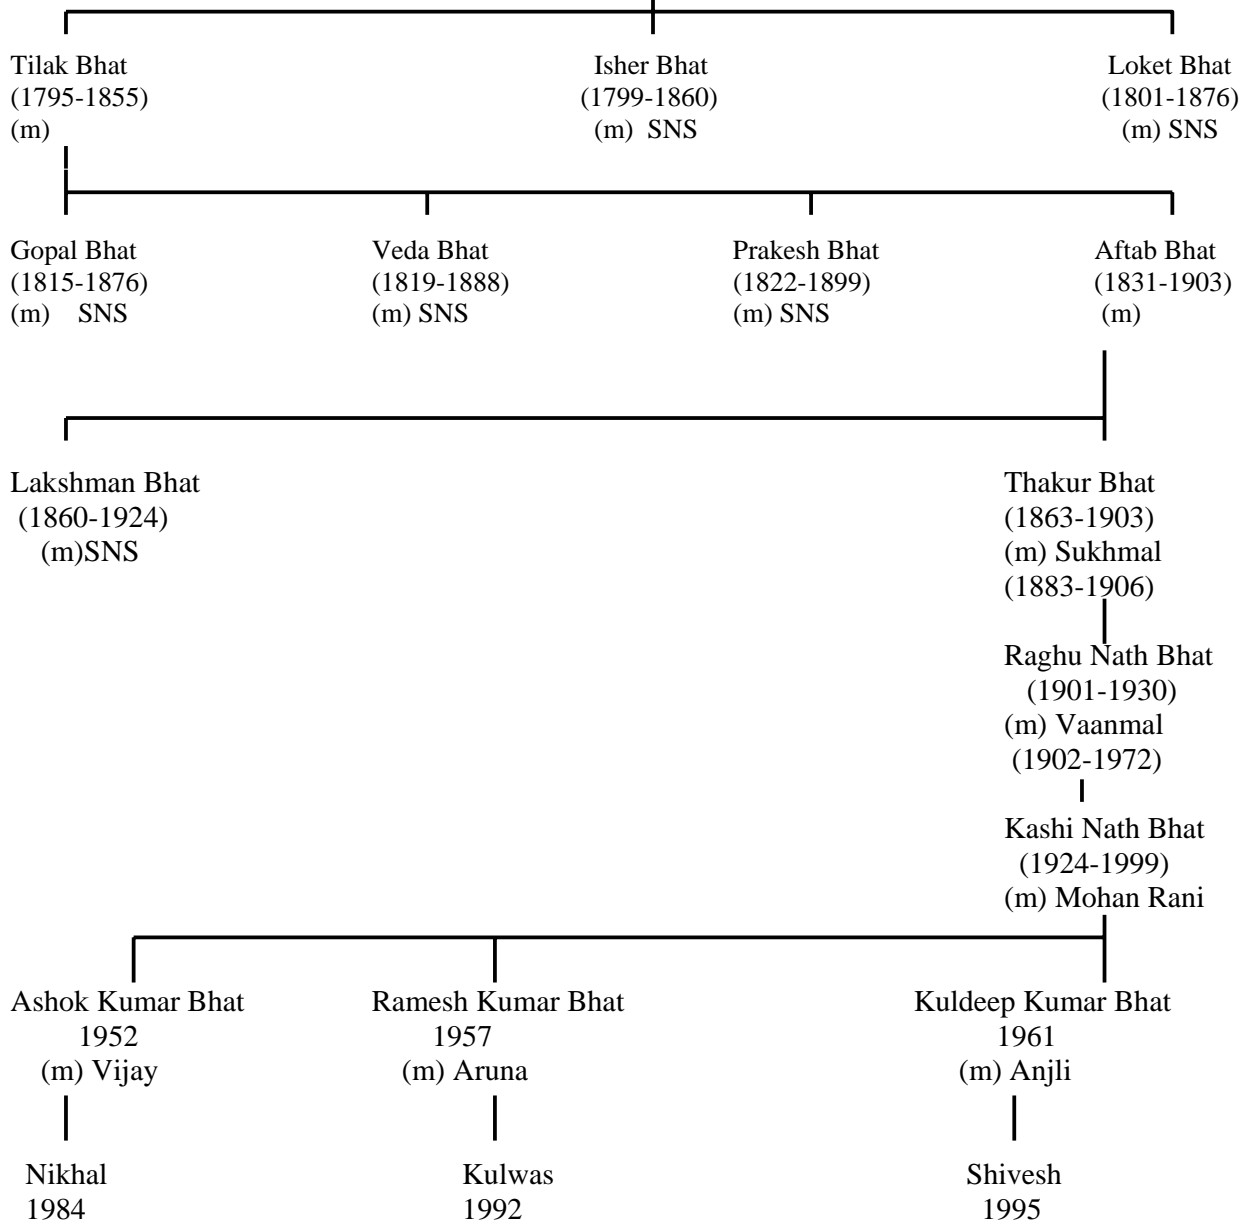 Tilak Bhat Isher Bhat Loket Bhat
(1795-1855) (1799-1860) (1801-1876)
(m) (m) SNS (m) SNS
Gopal Bhat Veda Bhat Prakesh Bhat Aftab Bhat
(1815-1876) (1819-1888) (1822-1899) (1831-1903)
(m) SNS (m) SNS (m) SNS (m)
Lakshman Bhat Thakur Bhat
(1860-1924) (1863-1903)
(m)SNS (m) Sukhmal
(1883-1906)
Raghu Nath Bhat
(1901-1930)
(m) Vaanmal
(1902-1972)
Kashi Nath Bhat
(1924-1999)
(m) Mohan Rani
Ashok Kumar Bhat Ramesh Kumar Bhat Kuldeep Kumar Bhat
1952 1957 1961
(m) Vijay (m) Aruna (m) Anjli
Nikhal Kulwas Shivesh
1984 1992 1995